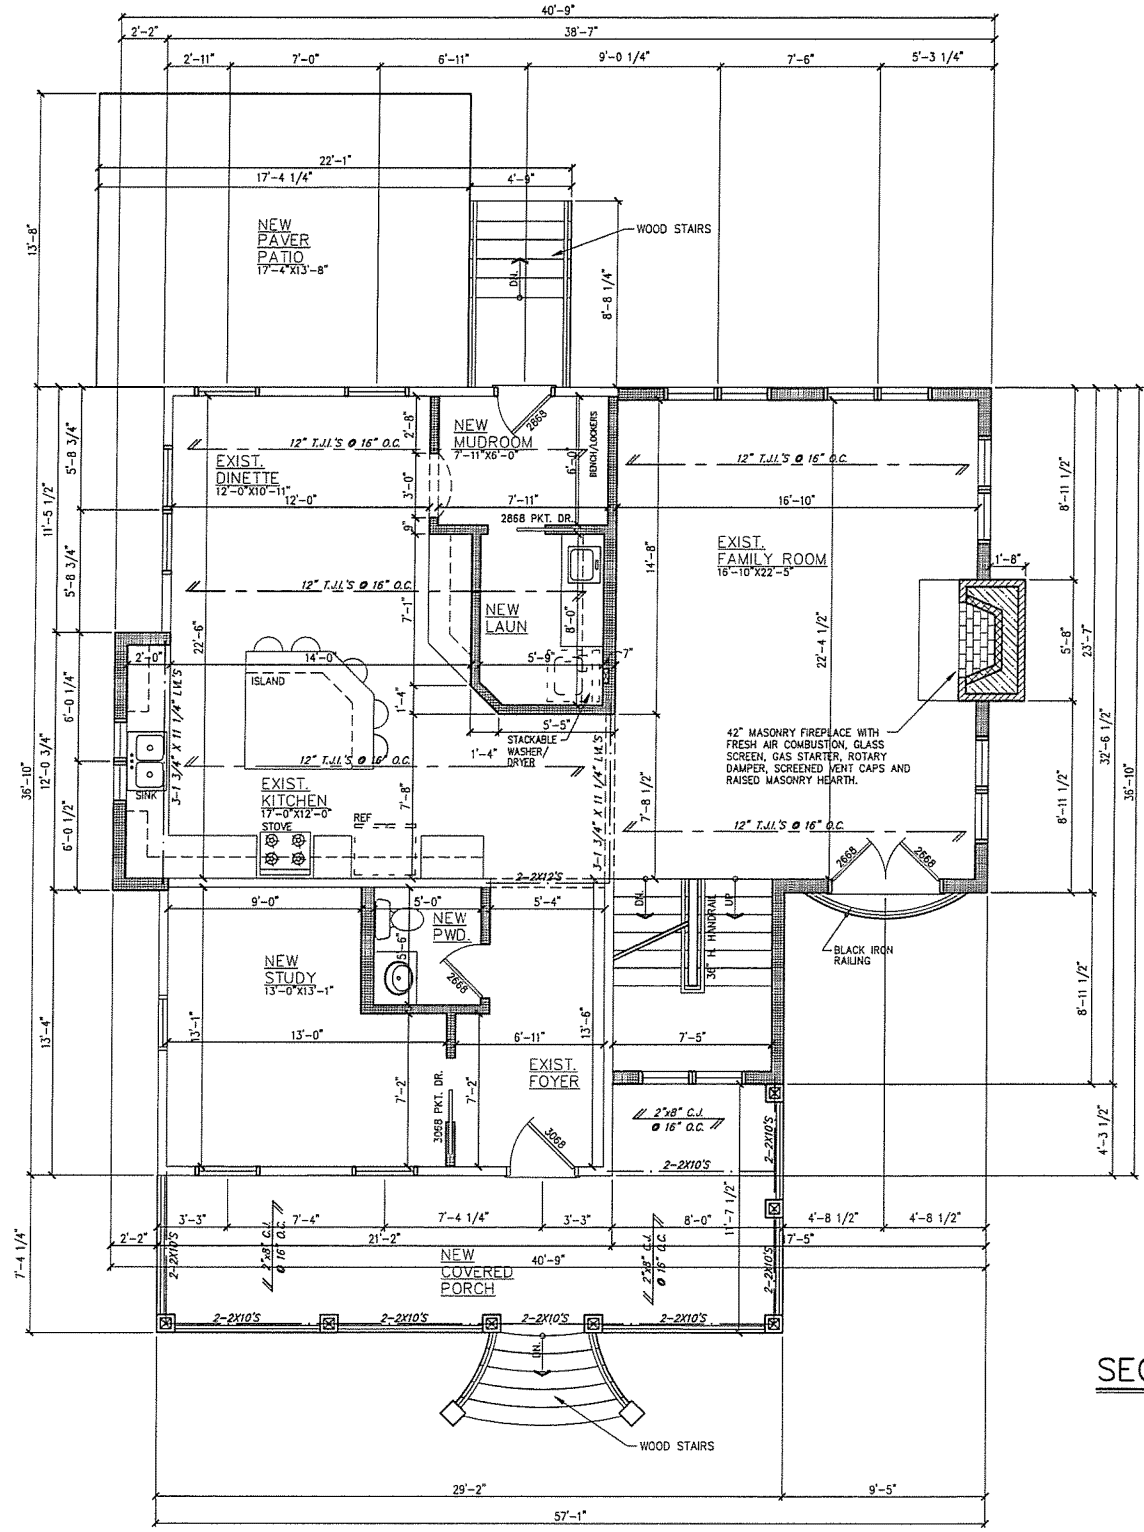 40'-9"
2'-2"
38'-7"
2'-11"
7'-0"
6'-11"
9'-0 1/4"
7'-6"
5'-3 1/4"
22'-1"
17'-4 1/4"
4'-9"
13'-8"
NEW
PAVER
PATIO
17'-4"X13'-8"
WOOD STAIRS
DN.
8'-8 1/4"
2668
NEW
MUDROOM
7'-11"X6'-0"
BENCH/LOCKERS
2'-8"
6'-0"
12" T.J.I.'S @ 16" O.C.
12" T.J.I.'S @ 16" O.C.
EXIST.
DINETTE
12'-0"X10'-11"
12'-0"
3'-0"
7'-11"
16'-10"
9"
2868 PKT. DR.
5'-8 3/4"
11'-5 1/2"
5'-8 3/4"
8'-11 1/2"
EXIST.
FAMILY ROOM
16'-10"X22'-5"
14'-8"
1'-8"
12" T.J.I.'S @ 16" O.C.
7'-1"
NEW
LAUN
8'-0"
22'-6"
22'-4 1/2"
5'-8"
23'-7"
2'-0"
14'-0"
5'-9"
7"
ISLAND
3-1 3/4" X 11 1/4" LVL'S
6'-0 1/4"
1'-4"
5'-5"
1'-4"
STACKABLE
WASHER/
DRYER
42" MASONRY FIREPLACE WITH
FRESH AIR COMBUSTION, GLASS
SCREEN, GAS STARTER, ROTARY
DAMPER, SCREENED VENT CAPS AND
RAISED MASONRY HEARTH.
32'-6 1/2"
36'-10"
36'-10"
12'-0 3/4"
12" T.J.I.'S @ 16" O.C.
SINK
EXIST.
KITCHEN
17'-0"X12'-0"
STOVE
REF
7'-8"
3-1 3/4" X 11 1/4" LVL'S
7'-8 1/2"
6'-0 1/2"
8'-11 1/2"
12" T.J.I.'S @ 16" O.C.
2668
2668
2-2X12'S
9'-0"
5'-0"
5'-4"
NEW
PWD.
5'-6"
2668
DN.
36" H. HANDRAIL
UP
BLACK IRON
RAILING
NEW
STUDY
13'-0"X13'-1"
13'-4"
13'-1"
13'-0"
6'-11"
13'-6"
7'-5"
8'-11 1/2"
EXIST.
FOYER
7'-2"
3068 PKT. DR.
7'-2"
3068
2"x8" C.J.
@ 16" O.C.
2-2X10'S
2-2X10'S
4'-3 1/2"
3'-3"
7'-4"
7'-4 1/4"
3'-3"
8'-0"
11'-7 1/2"
4'-8 1/2"
4'-8 1/2"
2'-2"
21'-2"
17'-5"
40'-9"
7'-4 1/4"
2-2X10'S
2"x8" C.J.
@ 16" O.C.
NEW
COVERED
PORCH
2"x8" C.J.
@ 16" O.C.
2-2X10'S
2-2X10'S
2-2X10'S
2-2X10'S
2-2X10'S
DN.
WOOD STAIRS
29'-2"
9'-5"
57'-1"